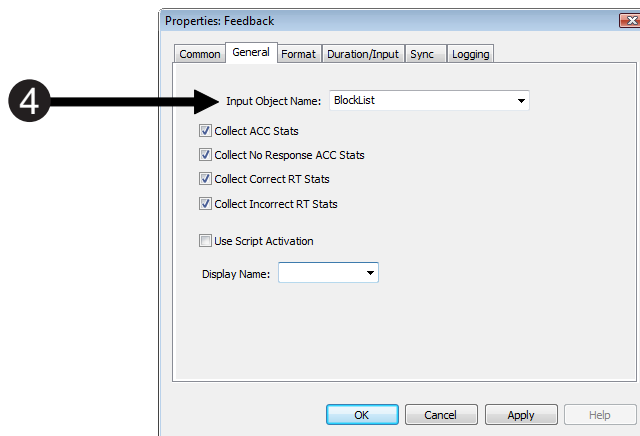 Properties: Feedback
Common General Format Duration/Input Sync Logging
4 Input Object Name: BlockList
Collect ACC Stats
Collect No Response ACC Stats
Collect Correct RT Stats
Collect Incorrect RT Stats
Use Script Activation
Display Name:
OK Cancel Apply Help